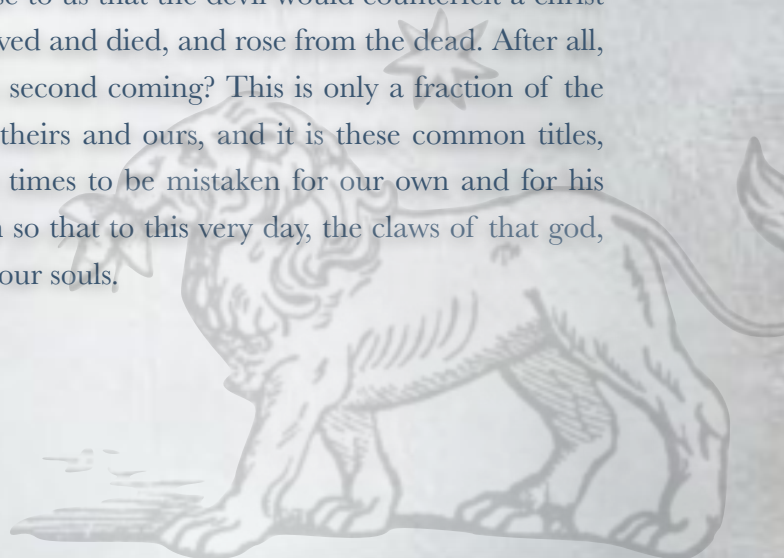 se to us that the devil would counterfeit a christ
ved and died, and rose from the dead. After all,
second coming? This is only a fraction of the
theirs and ours, and it is these common titles,
times to be mistaken for our own and for his
so that to this very day, the claws of that god,
our souls.